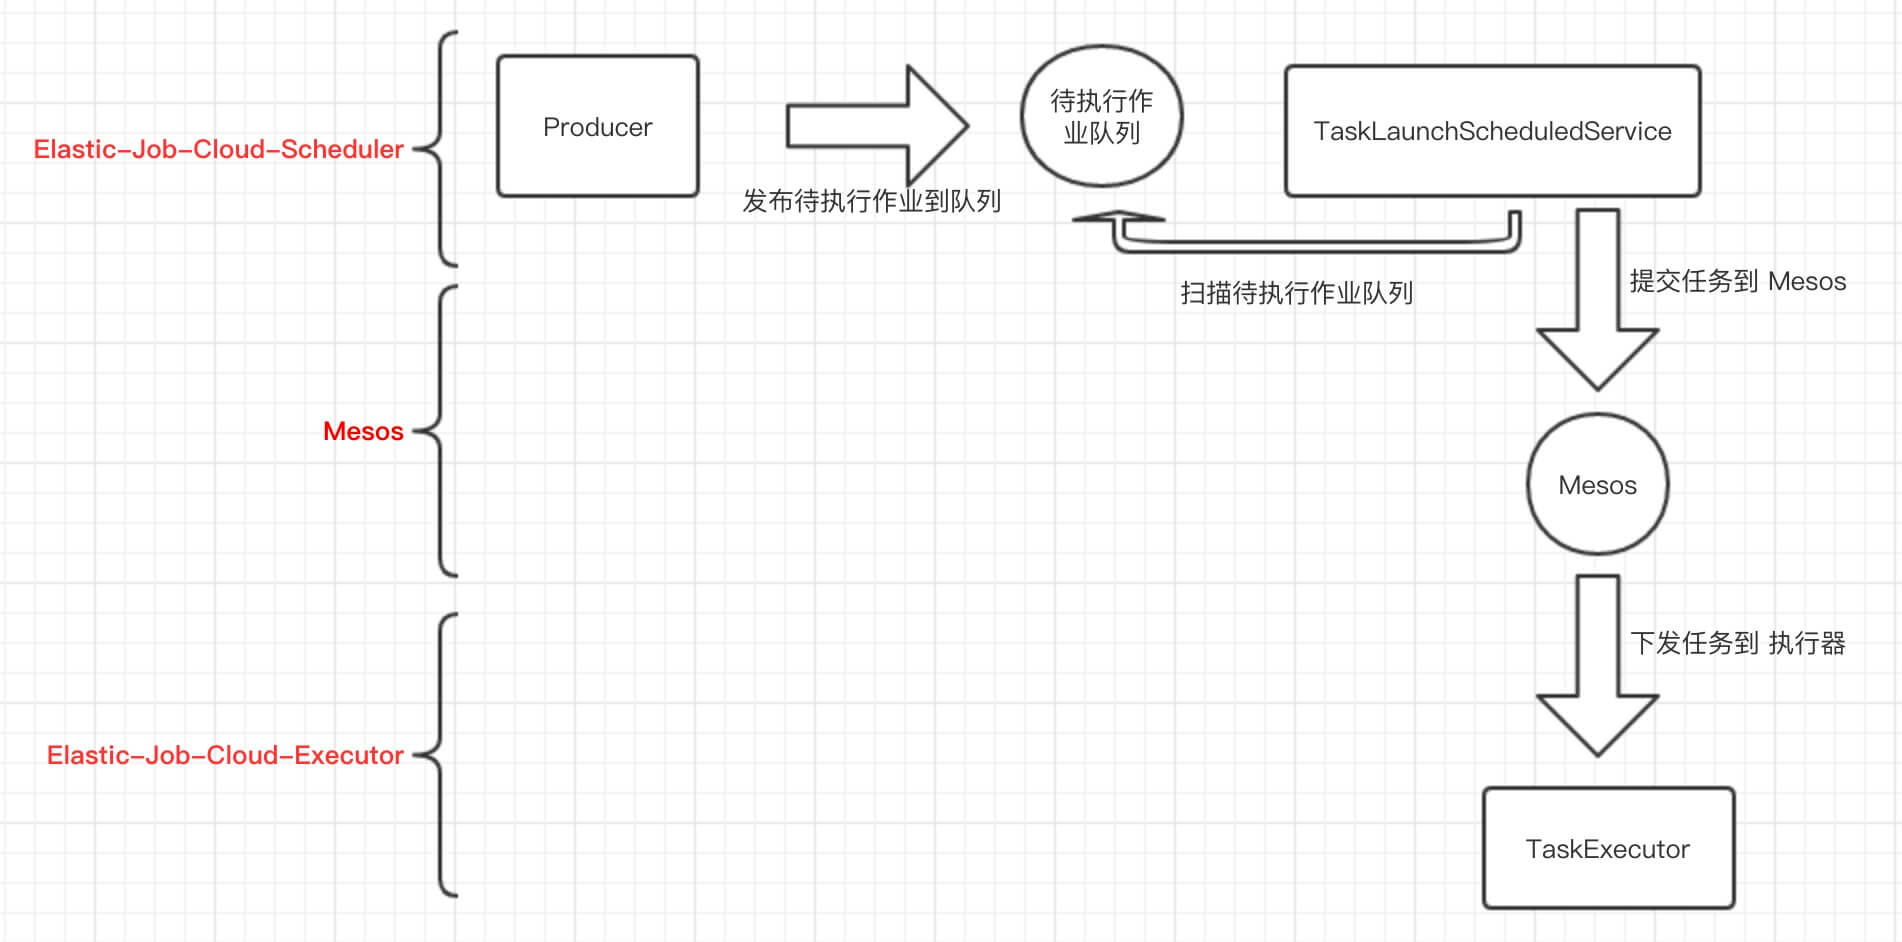 Elastic-Job-Cloud-Scheduler
Producer
发布待执行作业到队列
待执行作
业队列
TaskLaunchScheduledService
扫描待执行作业队列
提交任务到 Mesos
Mesos
Mesos
下发任务到 执行器
Elastic-Job-Cloud-Executor
TaskExecutor